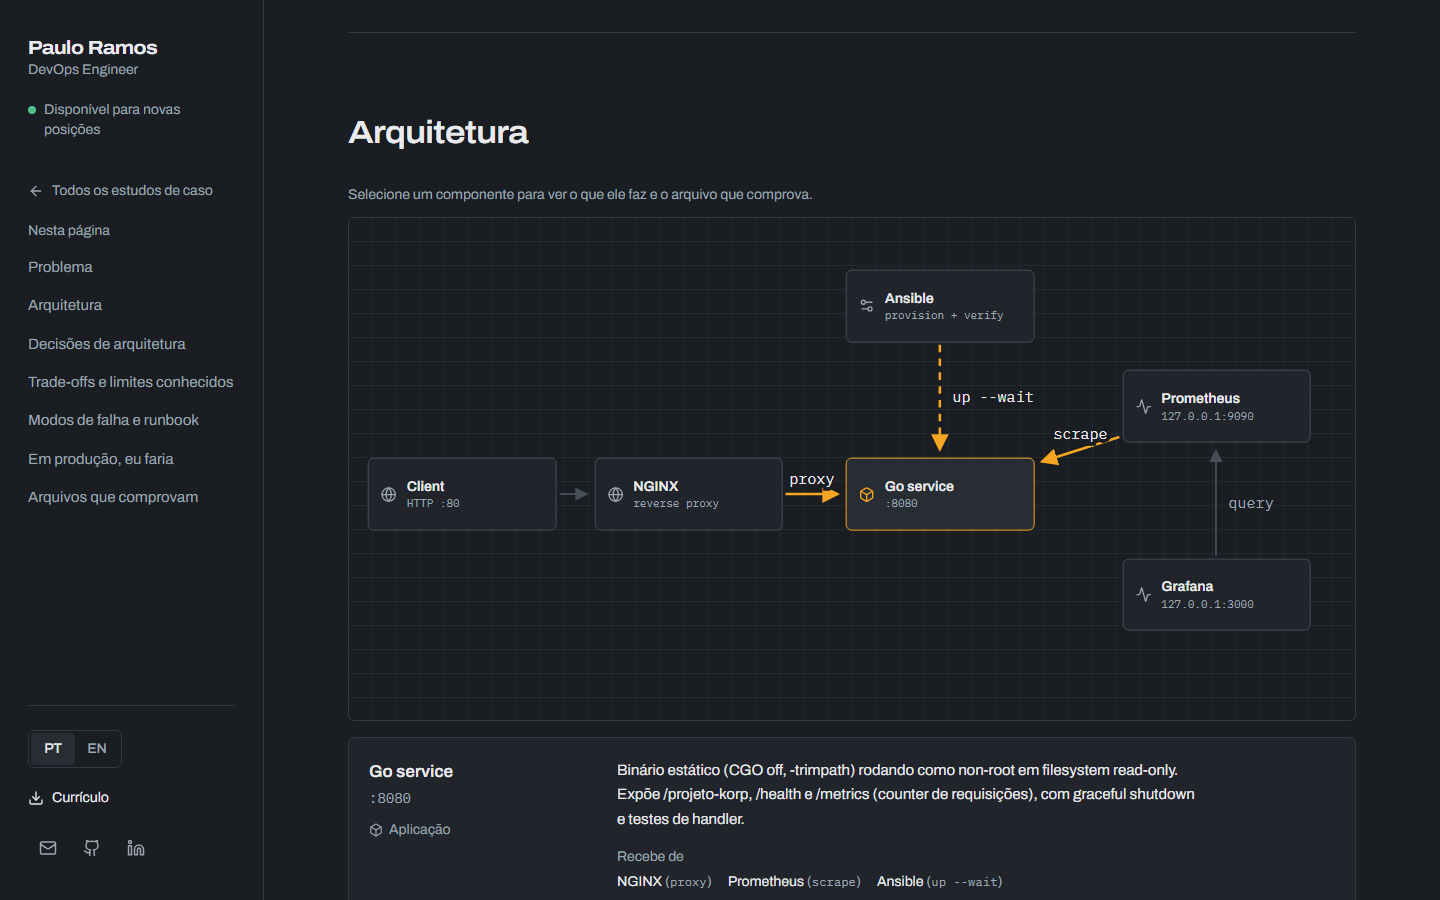 Paulo Ramos
DevOps Engineer
Disponível para novas
posições
Todos os estudos de caso
Nesta página
Problema
Arquitetura
Decisões de arquitetura
Trade-offs e limites conhecidos
Modos de falha e runbook
Em produção, eu faria
Arquivos que comprovam
PT EN
Currículo
Arquitetura
Selecione um componente para ver o que ele faz e o arquivo que comprova.
Ansible
provision + verify
up --wait
Prometheus
127.0.0.1:9090
scrape
Client
HTTP :80
NGINX
reverse proxy
proxy
Go service
:8080
query
Grafana
127.0.0.1:3000
Go service
:8080
Aplicação
Binário estático (CGO off, -trimpath) rodando como non-root em filesystem read-only.
Expõe /projeto-korp, /health e /metrics (counter de requisições), com graceful shutdown
e testes de handler.
Recebe de
NGINX (proxy) Prometheus (scrape) Ansible (up --wait)